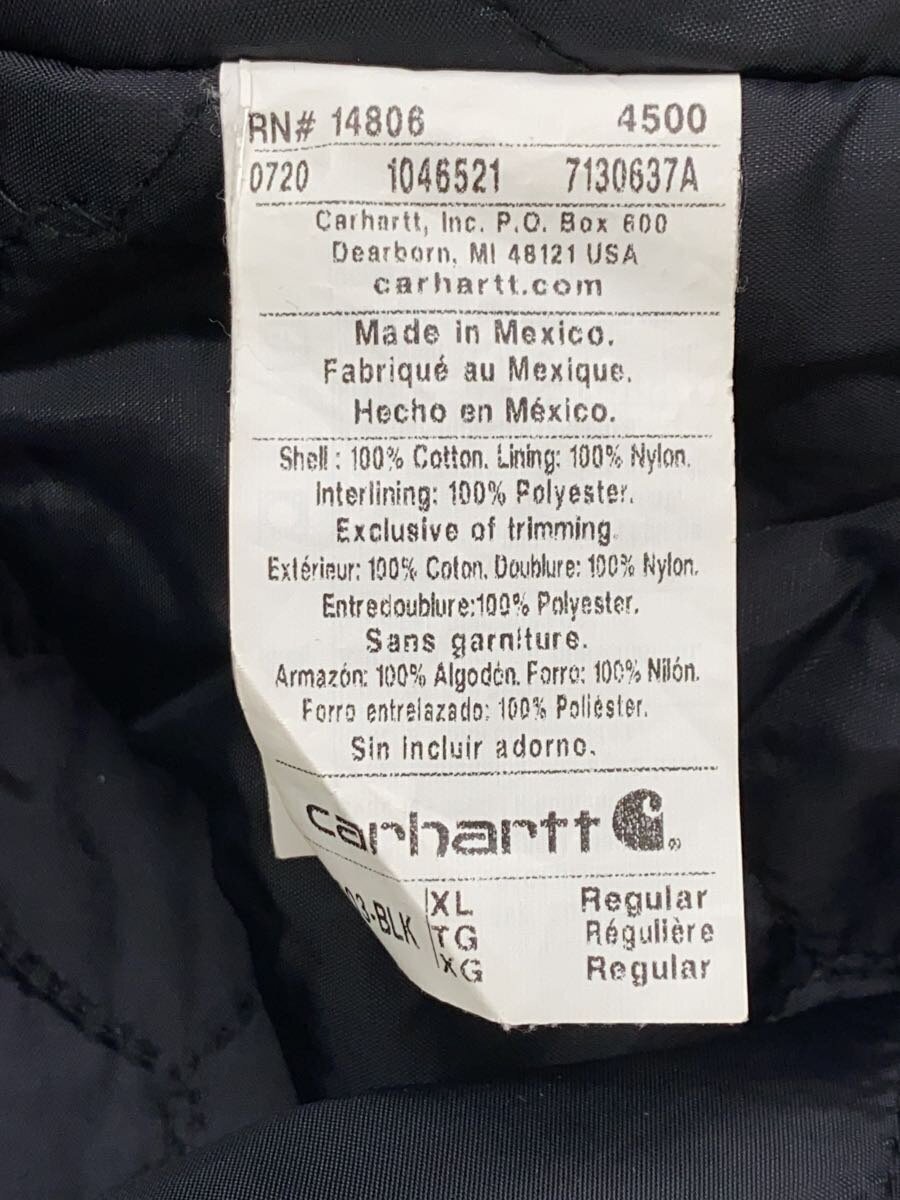 RN# 14806 4500
0720 1046521 7130637A
Carhartt, Inc. P.O. Box 600
Dearborn, MI 48121 USA
carhartt.com
Made in Mexico.
Fabriqué au Mexique.
Hecho en México.
Shell : 100% Cotton. Lining: 100% Nylon.
Interlining: 100% Polyester.
Exclusive of trimming.
Extérieur: 100% Coton. Doublure: 100% Nylon.
Entredoublure:100% Polyester.
Sans garniture.
Armazón: 100% Algodón. Forro: 100% Nilón.
Forro entrelazado: 100% Poliéster.
Sin incluir adorno.
carhartt
3-BLK XL Regular
TG Régulière
XG Regular